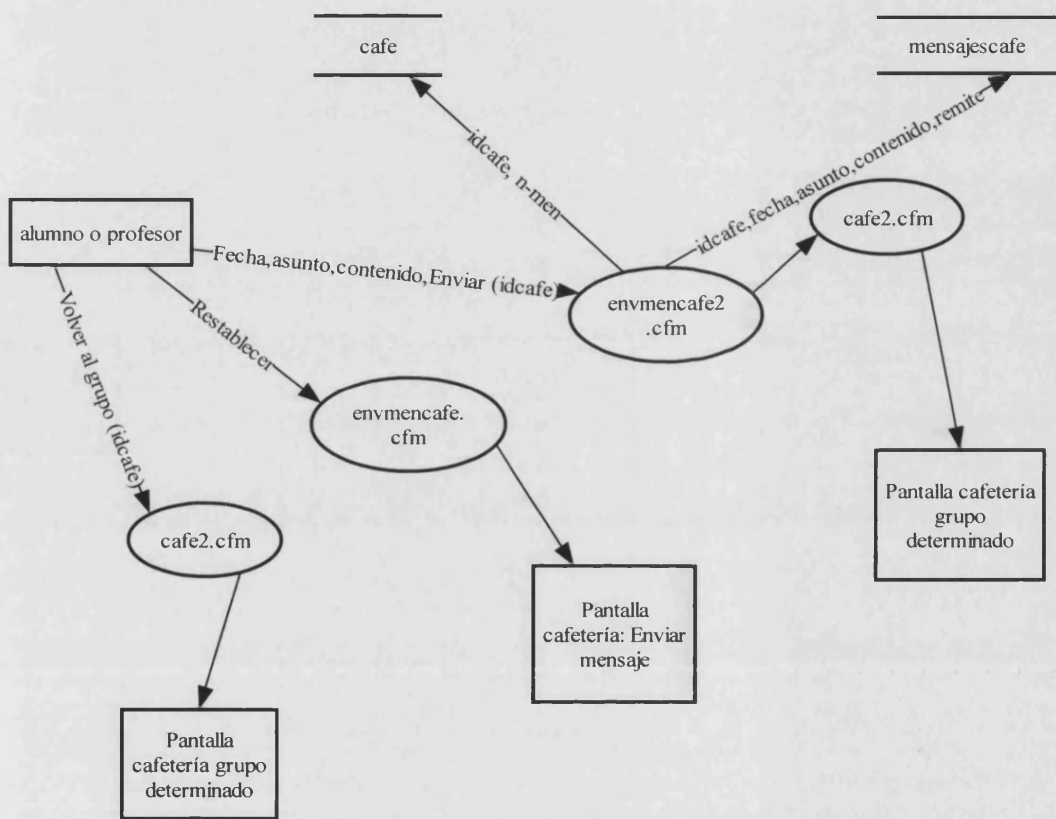 cafe
mensajescafe
idcafe, n-men
idcafe,fecha,asunto,contenido,remite
cafe2.cfm
alumno o profesor
Fecha,asunto,contenido,Enviar (idcafe)
envmencafe2
.cfm
Restablecer
Volver al grupo (idcafe)
envmencafe.
cfm
Pantalla cafetería
grupo
determinado
cafe2.cfm
Pantalla
cafetería: Enviar
mensaje
Pantalla
cafetería grupo
determinado